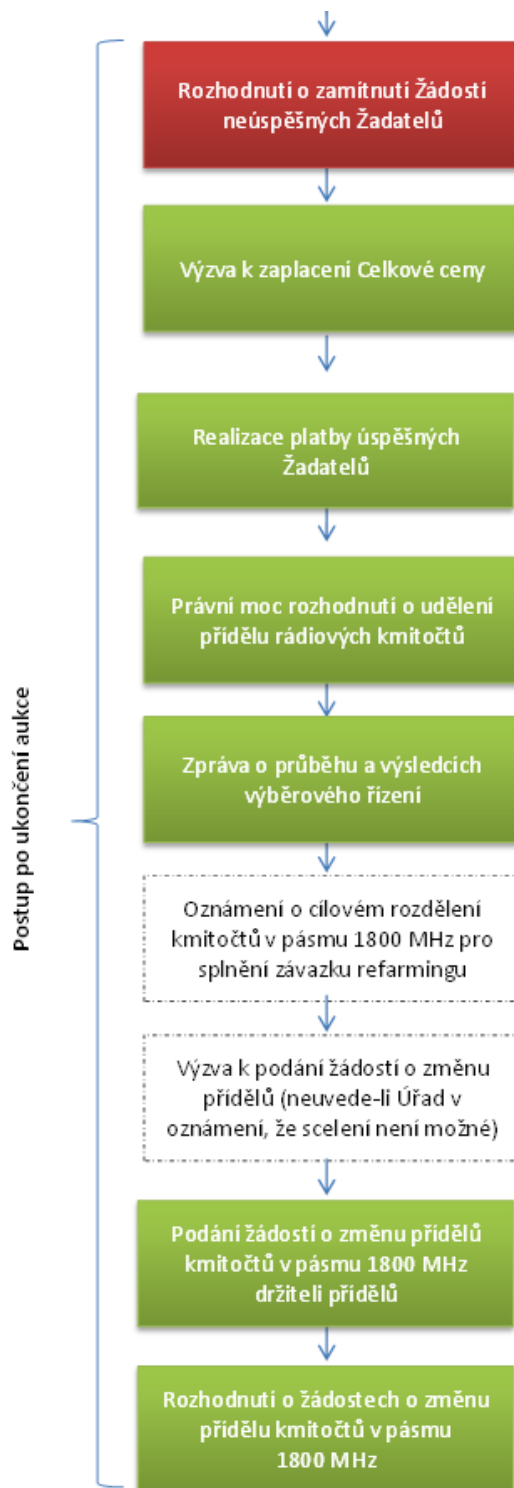 Rozhodnutí o zamítnutí Žádostí
neúspěšných Žadatelů
Výzva k zaplacení Celkové ceny
Realizace platby úspěšných
Žadatelů
Právní moc rozhodnutí o udělení
přídělu rádiových kmitočtů
Zpráva o průběhu a výsledcích
výběrového řízení
Postup po ukončení aukce
Oznámení o cílovém rozdělení
kmitočtů v pásmu 1800 MHz pro
splnění závazku refarmingu
Výzva k podání žádostí o změnu
přídělů (neuvede-li Úřad v
oznámení, že scelení není možné)
Podání žádostí o změnu přídělů
kmitočtů v pásmu 1800 MHz
držiteli přídělů
Rozhodnutí o žádostech o změnu
přídělu kmitočtů v pásmu
1800 MHz